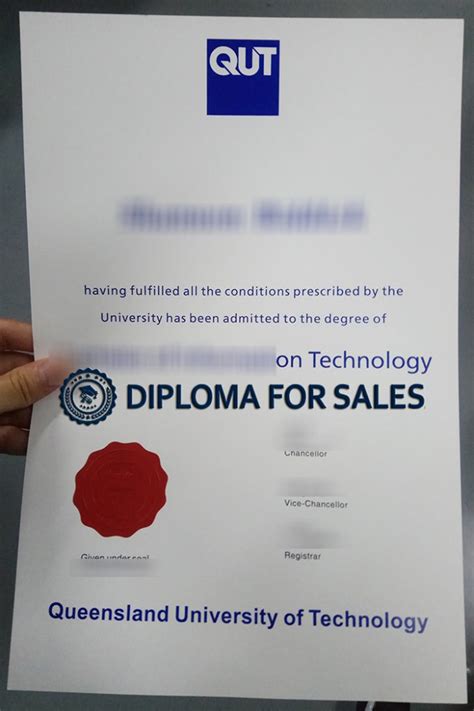 QUT
having fulfilled all the conditions prescribed by the
University has been admitted to the degree of
on Technology
DIPLOMA FOR SALES
Chancellor
Vice-Chancellor
Registrar
Given under seal
Queensland University of Technology